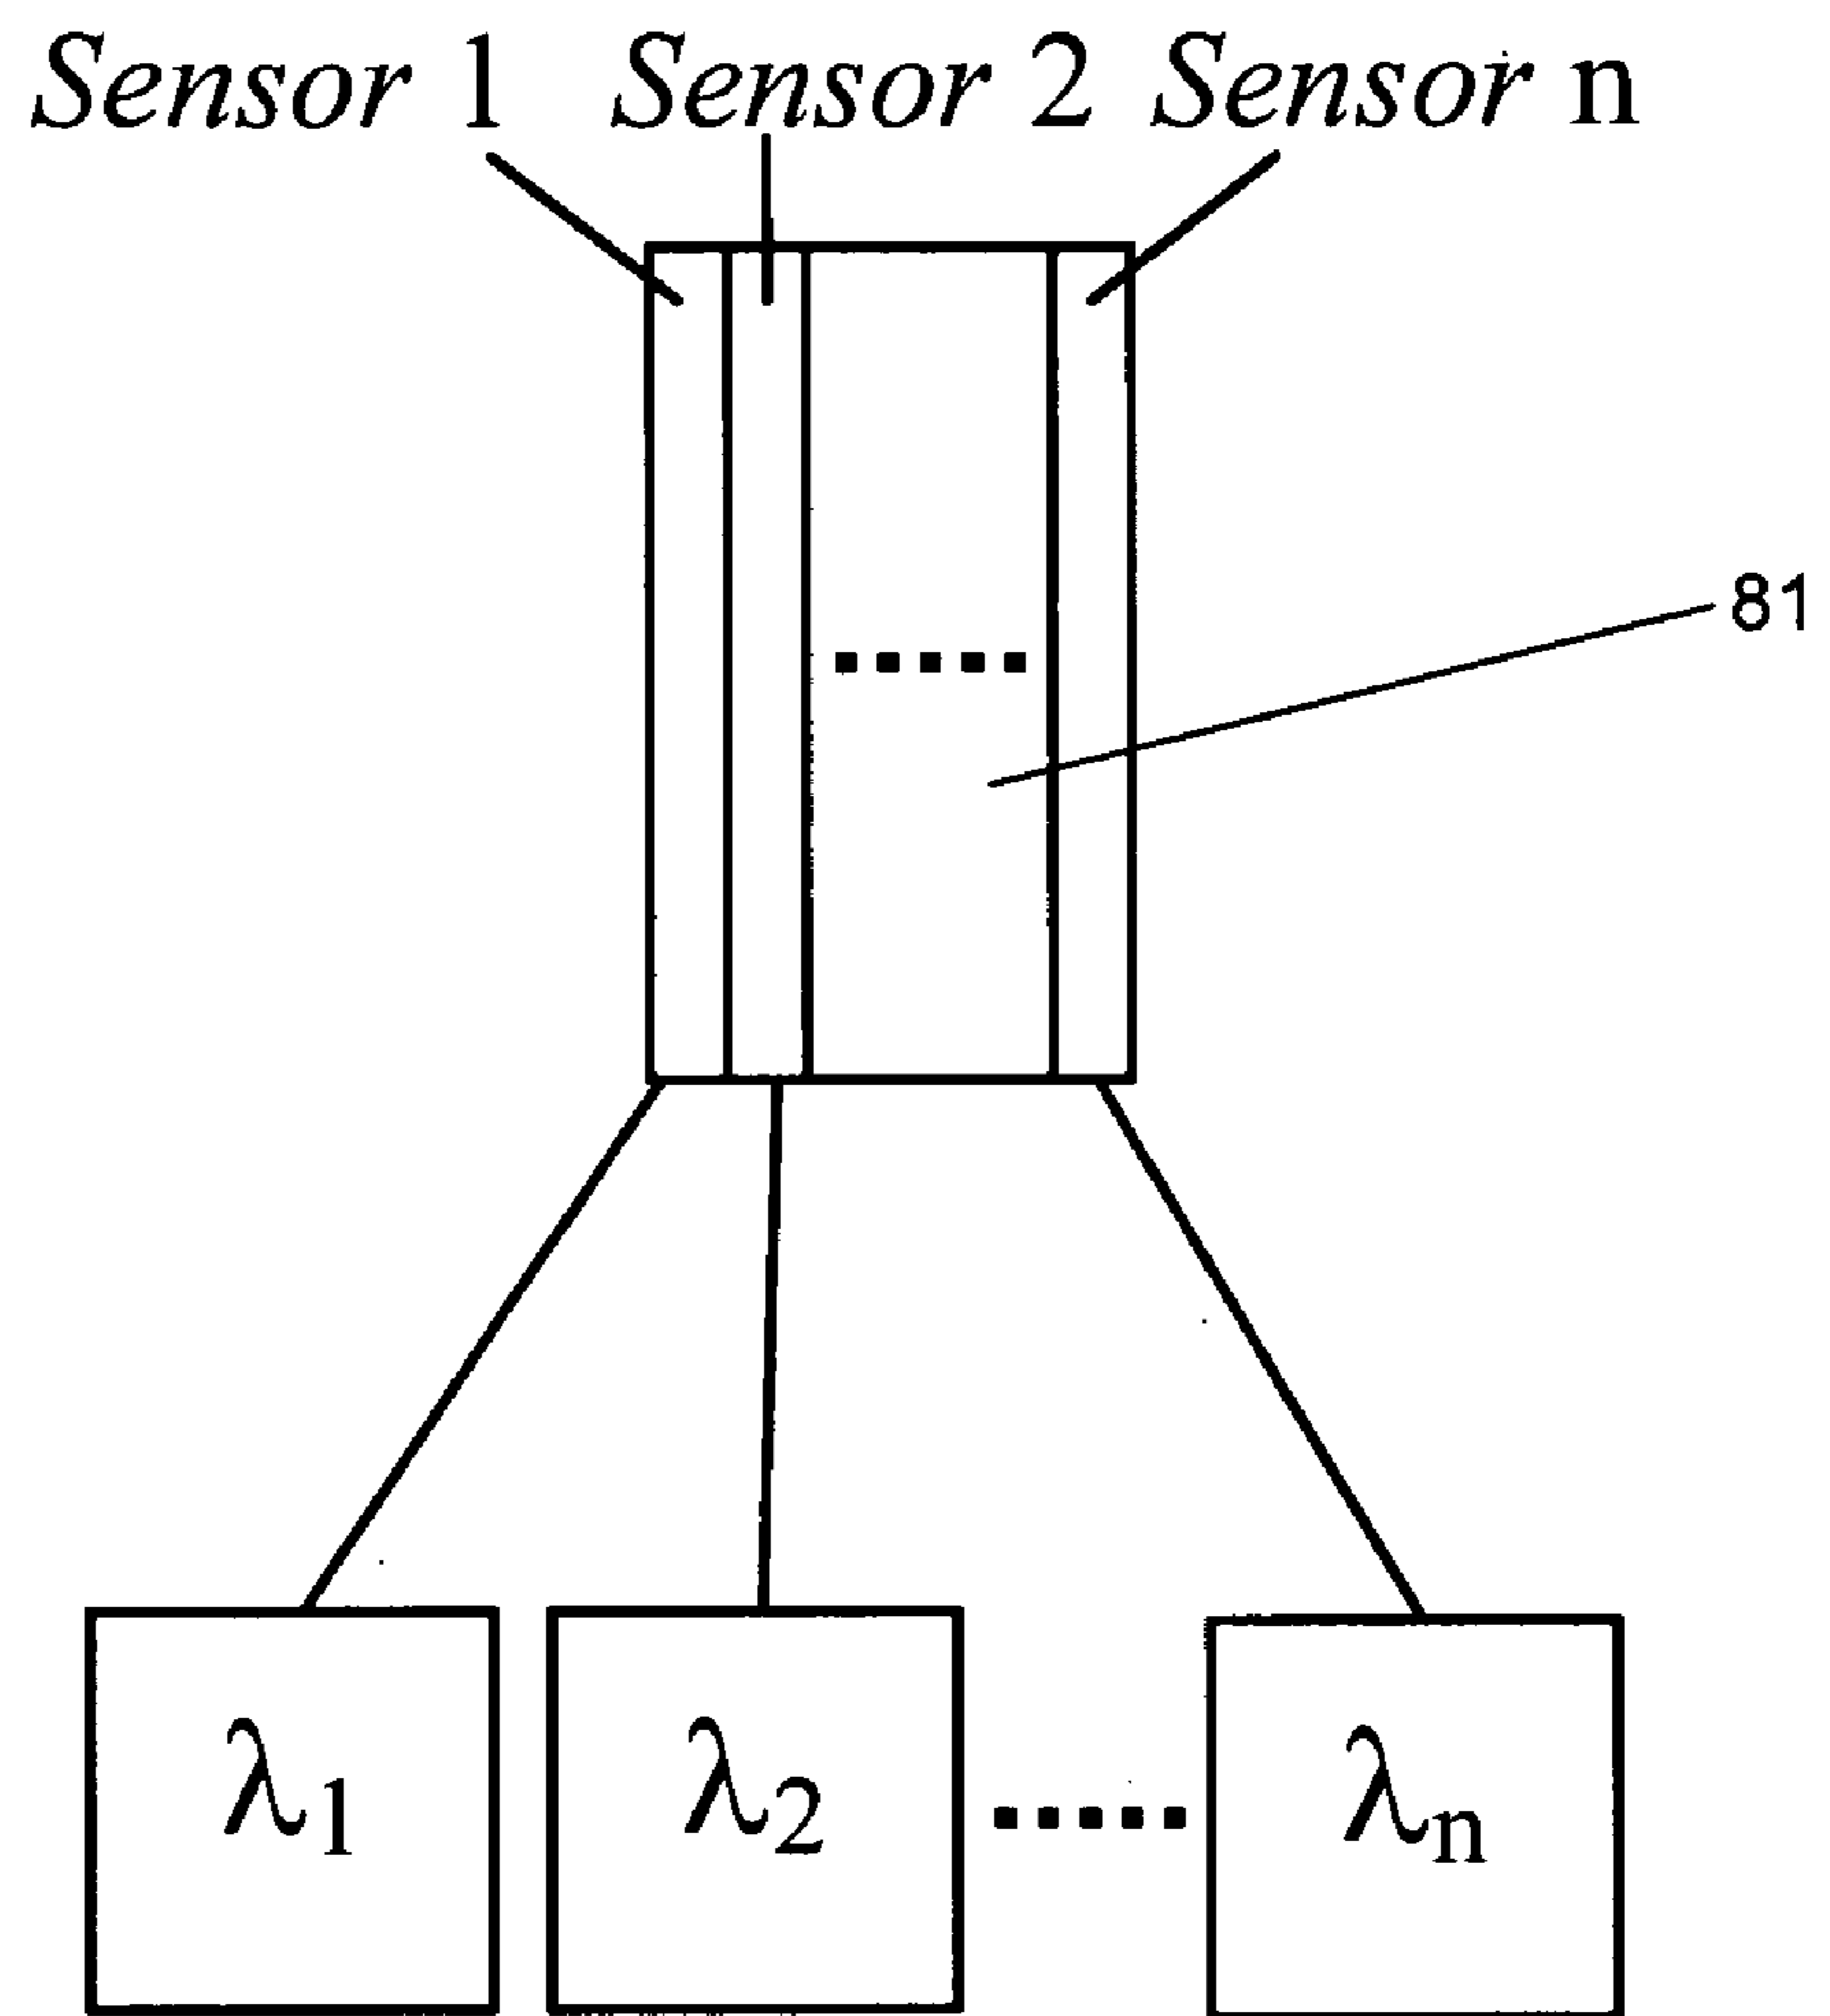 Sensor 1 Sensor 2 Sensor n
81
λ1 λ2 ..... λn